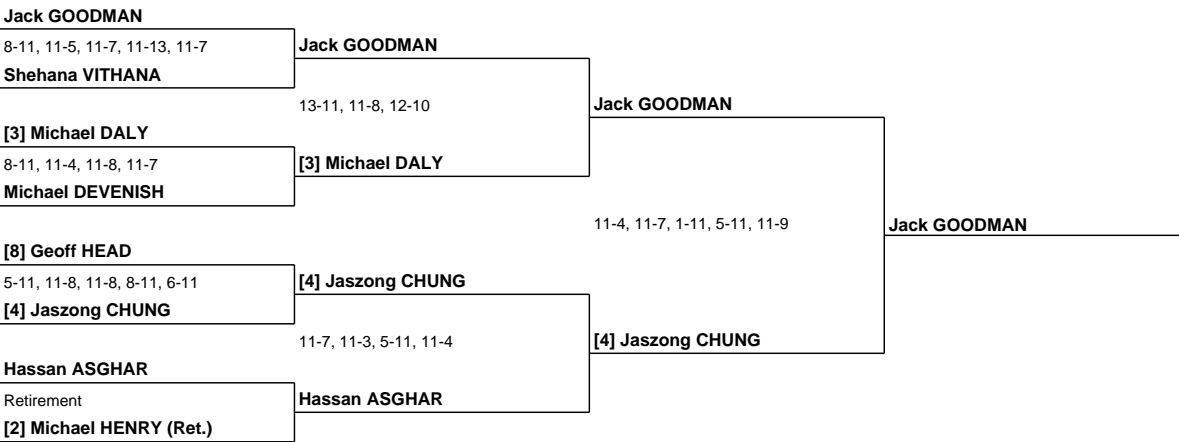 Jack GOODMAN
8-11, 11-5, 11-7, 11-13, 11-7
Shehana VITHANA
[3] Michael DALY
8-11, 11-4, 11-8, 11-7
Michael DEVENISH
[8] Geoff HEAD
5-11, 11-8, 11-8, 8-11, 6-11
[4] Jaszong CHUNG
Hassan ASGHAR
Retirement
[2] Michael HENRY (Ret.)
Jack GOODMAN
13-11, 11-8, 12-10
[3] Michael DALY
[4] Jaszong CHUNG
11-7, 11-3, 5-11, 11-4
Hassan ASGHAR
Jack GOODMAN
11-4, 11-7, 1-11, 5-11, 11-9
[4] Jaszong CHUNG
Jack GOODMAN